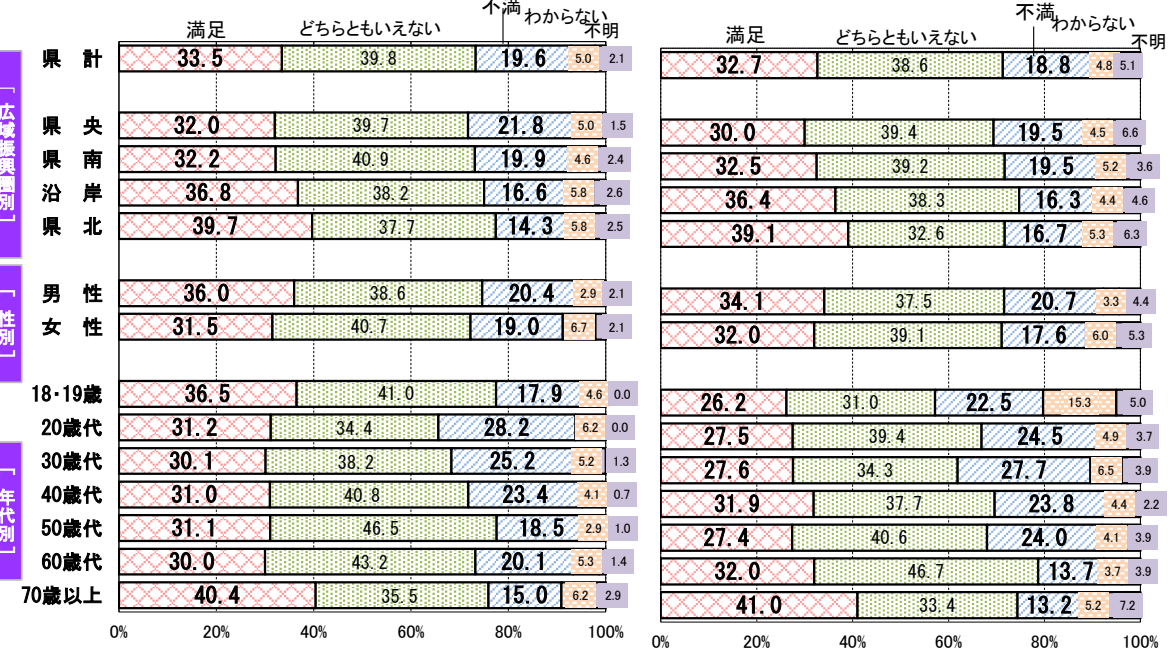 満足 どちらともいえない 不満 わからない 不明
満足 どちらともいえない 不満 わからない 不明
県 計 33.5 39.8 19.6 5.0 2.1 32.7 38.6 18.8 4.8 5.1
[広域振興圏別]
県 央 32.0 39.7 21.8 5.0 1.5 30.0 39.4 19.5 4.5 6.6
県 南 32.2 40.9 19.9 4.6 2.4 32.5 39.2 19.5 5.2 3.6
沿 岸 36.8 38.2 16.6 5.8 2.6 36.4 38.3 16.3 4.4 4.6
県 北 39.7 37.7 14.3 5.8 2.5 39.1 32.6 16.7 5.3 6.3
[性別]
男 性 36.0 38.6 20.4 2.9 2.1 34.1 37.5 20.7 3.3 4.4
女 性 31.5 40.7 19.0 6.7 2.1 32.0 39.1 17.6 6.0 5.3
[年代別]
18・19歳 36.5 41.0 17.9 4.6 0.0 26.2 31.0 22.5 15.3 5.0
20歳代 31.2 34.4 28.2 6.2 0.0 27.5 39.4 24.5 4.9 3.7
30歳代 30.1 38.2 25.2 5.2 1.3 27.6 34.3 27.7 6.5 3.9
40歳代 31.0 40.8 23.4 4.1 0.7 31.9 37.7 23.8 4.4 2.2
50歳代 31.1 46.5 18.5 2.9 1.0 27.4 40.6 24.0 4.1 3.9
60歳代 30.0 43.2 20.1 5.3 1.4 32.0 46.7 13.7 3.7 3.9
70歳以上 40.4 35.5 15.0 6.2 2.9 41.0 33.4 13.2 5.2 7.2
0% 20% 40% 60% 80% 100%
0% 20% 40% 60% 80% 100%